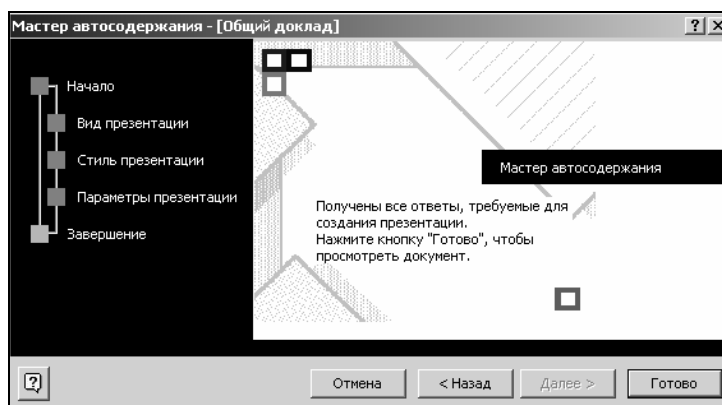 Мастер автосодержания - [Общий доклад]
Начало
Вид презентации
Стиль презентации
Параметры презентации
Завершение
Мастер автосодержания
Получены все ответы, требуемые для
создания презентации.
Нажмите кнопку "Готово", чтобы
просмотреть документ.
Отмена
< Назад
Далее >
Готово